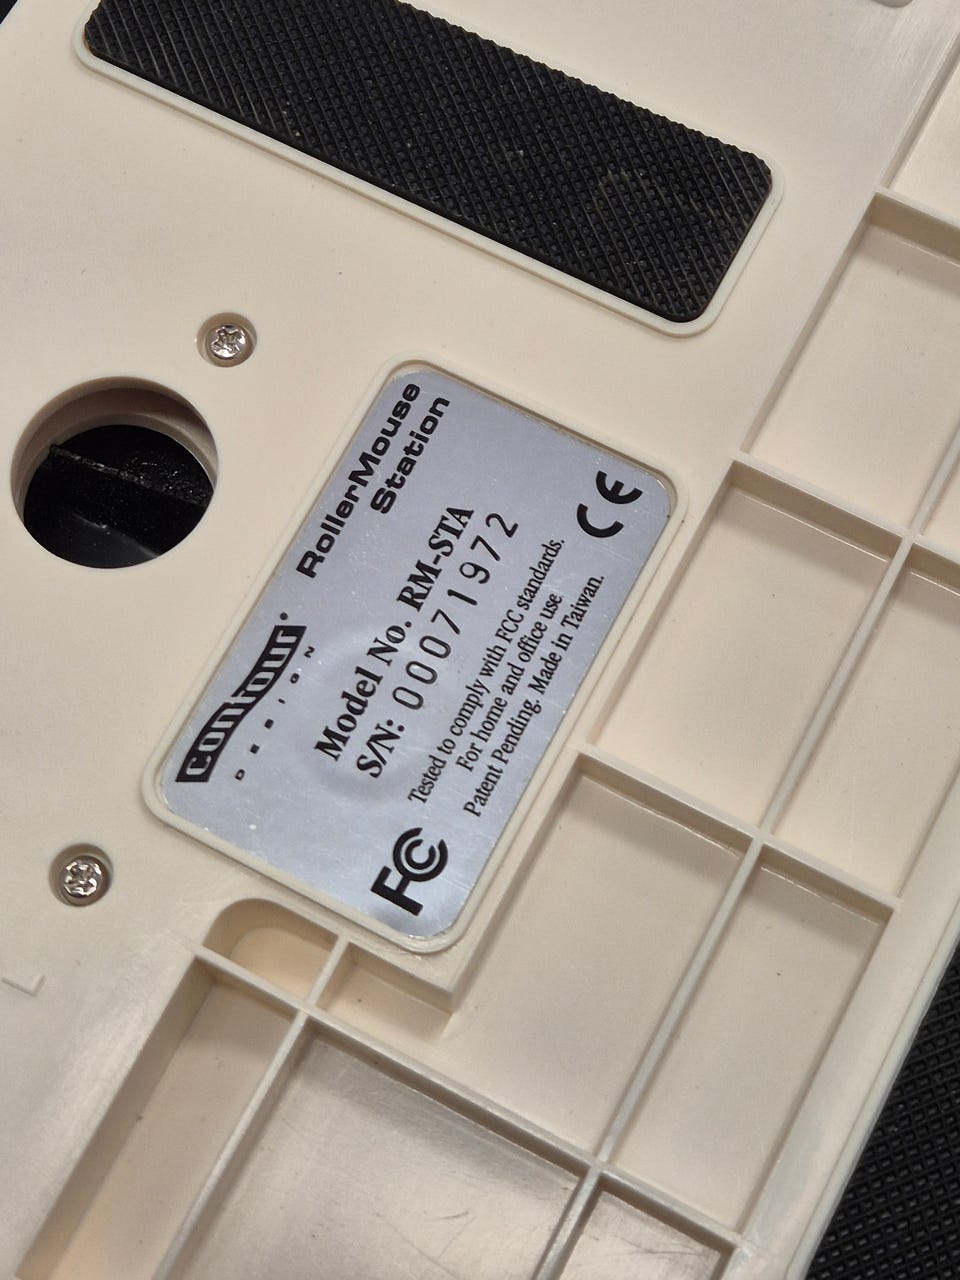 contour
DESIGN
RollerMouse
Station
Model No. RM-STA
S/N: 00071972
Tested to comply with FCC standards.
For home and office use.
Patent Pending. Made in Taiwan.
FC
CE